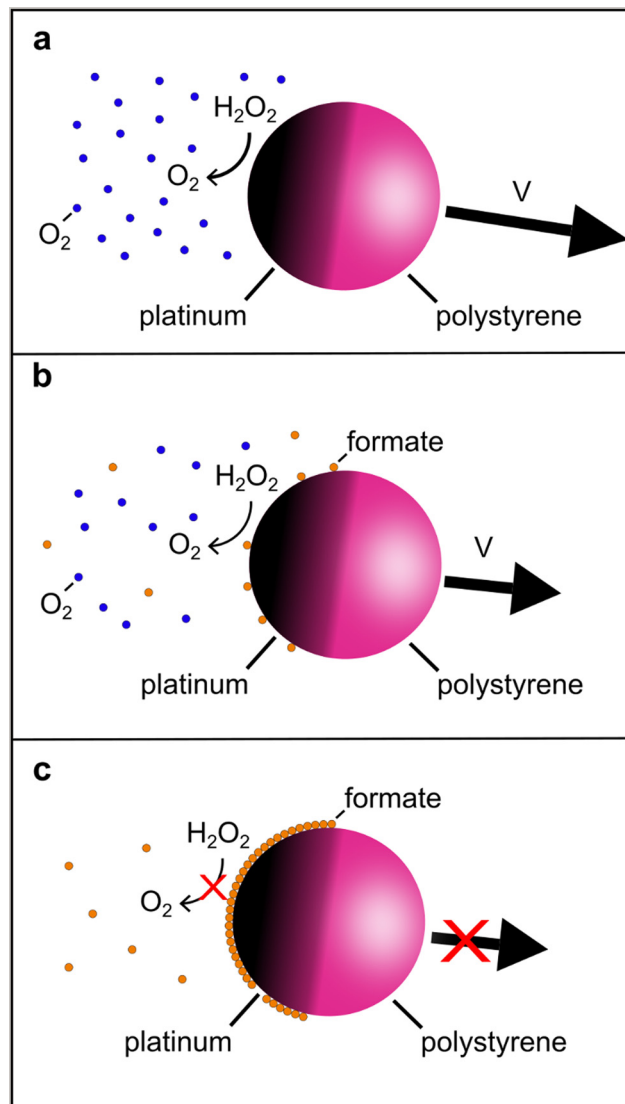 a
H₂O₂
O₂
O₂
V
platinum
polystyrene
b
formate
H₂O₂
O₂
O₂
V
platinum
polystyrene
c
formate
H₂O₂
O₂
platinum
polystyrene